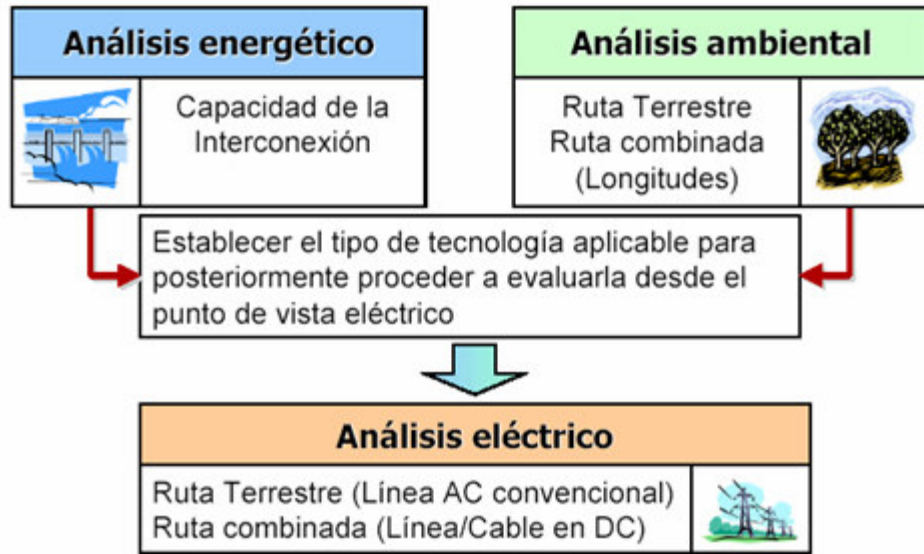 Análisis energético
Capacidad de la
Interconexión
Análisis ambiental
Ruta Terrestre
Ruta combinada
(Longitudes)
Establecer el tipo de tecnología aplicable para
posteriormente proceder a evaluarla desde el
punto de vista eléctrico
Análisis eléctrico
Ruta Terrestre (Línea AC convencional)
Ruta combinada (Línea/Cable en DC)